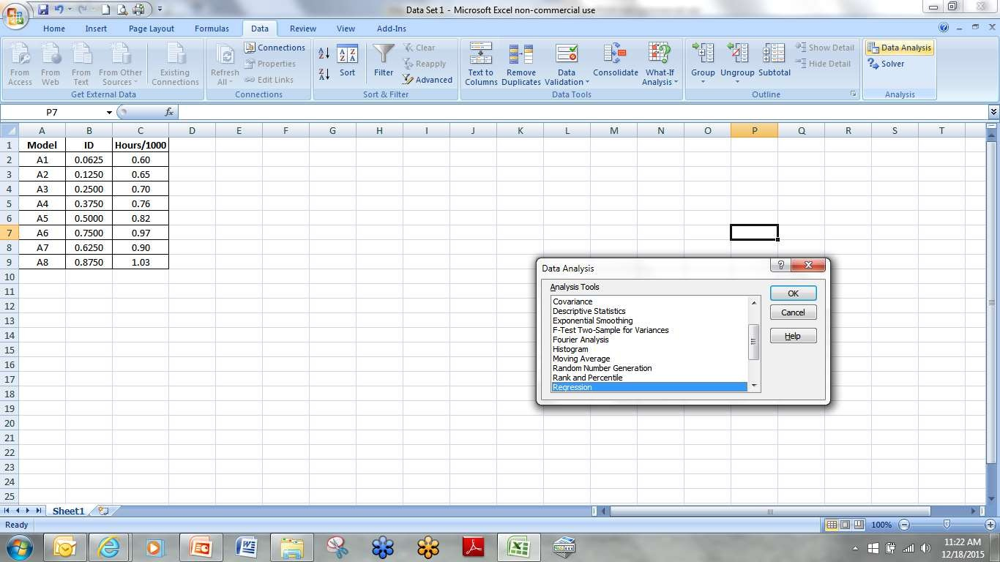 Data Set 1 - Microsoft Excel non-commercial use
Home Insert Page Layout Formulas Data Review View Add-Ins
From Access
From Web
From Text
From Other Sources
Existing Connections
Get External Data
Refresh All
Connections
Properties
Edit Links
Connections
Sort
Filter
Clear
Reapply
Advanced
Sort & Filter
Text to Columns
Remove Duplicates
Data Validation
Consolidate
What-If Analysis
Data Tools
Group
Ungroup
Subtotal
Show Detail
Hide Detail
Outline
Data Analysis
Solver
Analysis
P7 fx
A B C D E F G H I J K L M N O P Q R S T
1 Model ID Hours/1000
2 A1 0.0625 0.60
3 A2 0.1250 0.65
4 A3 0.2500 0.70
5 A4 0.3750 0.76
6 A5 0.5000 0.82
7 A6 0.7500 0.97
8 A7 0.6250 0.90
9 A8 0.8750 1.03
10
11
12
13
14
15
16
17
18
19
20
21
22
23
24
25
Data Analysis
Analysis Tools
Covariance
Descriptive Statistics
Exponential Smoothing
F-Test Two-Sample for Variances
Fourier Analysis
Histogram
Moving Average
Random Number Generation
Rank and Percentile
Regression
OK
Cancel
Help
Sheet1
Ready 100%
11:22 AM
12/18/2015